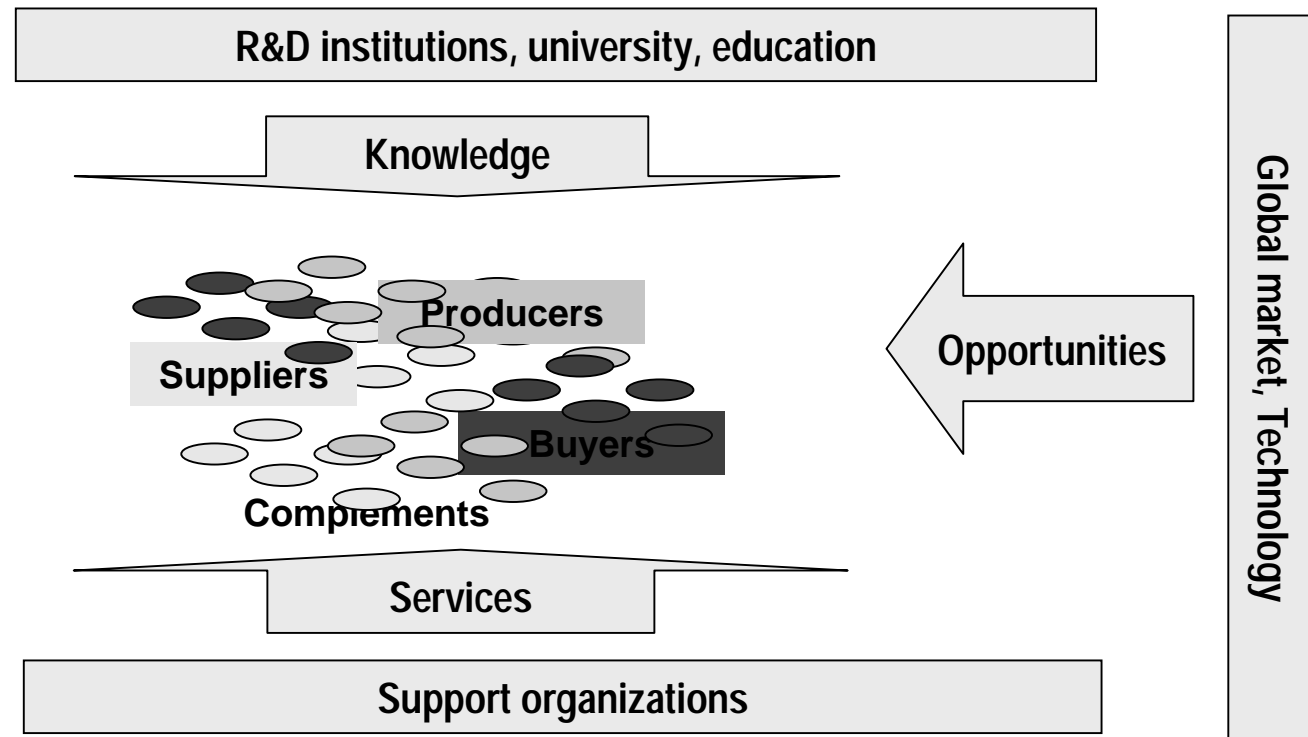 R&D institutions, university, education
Knowledge
Producers
Suppliers
Opportunities
Global market, Technology
Buyers
Complements
Services
Support organizations